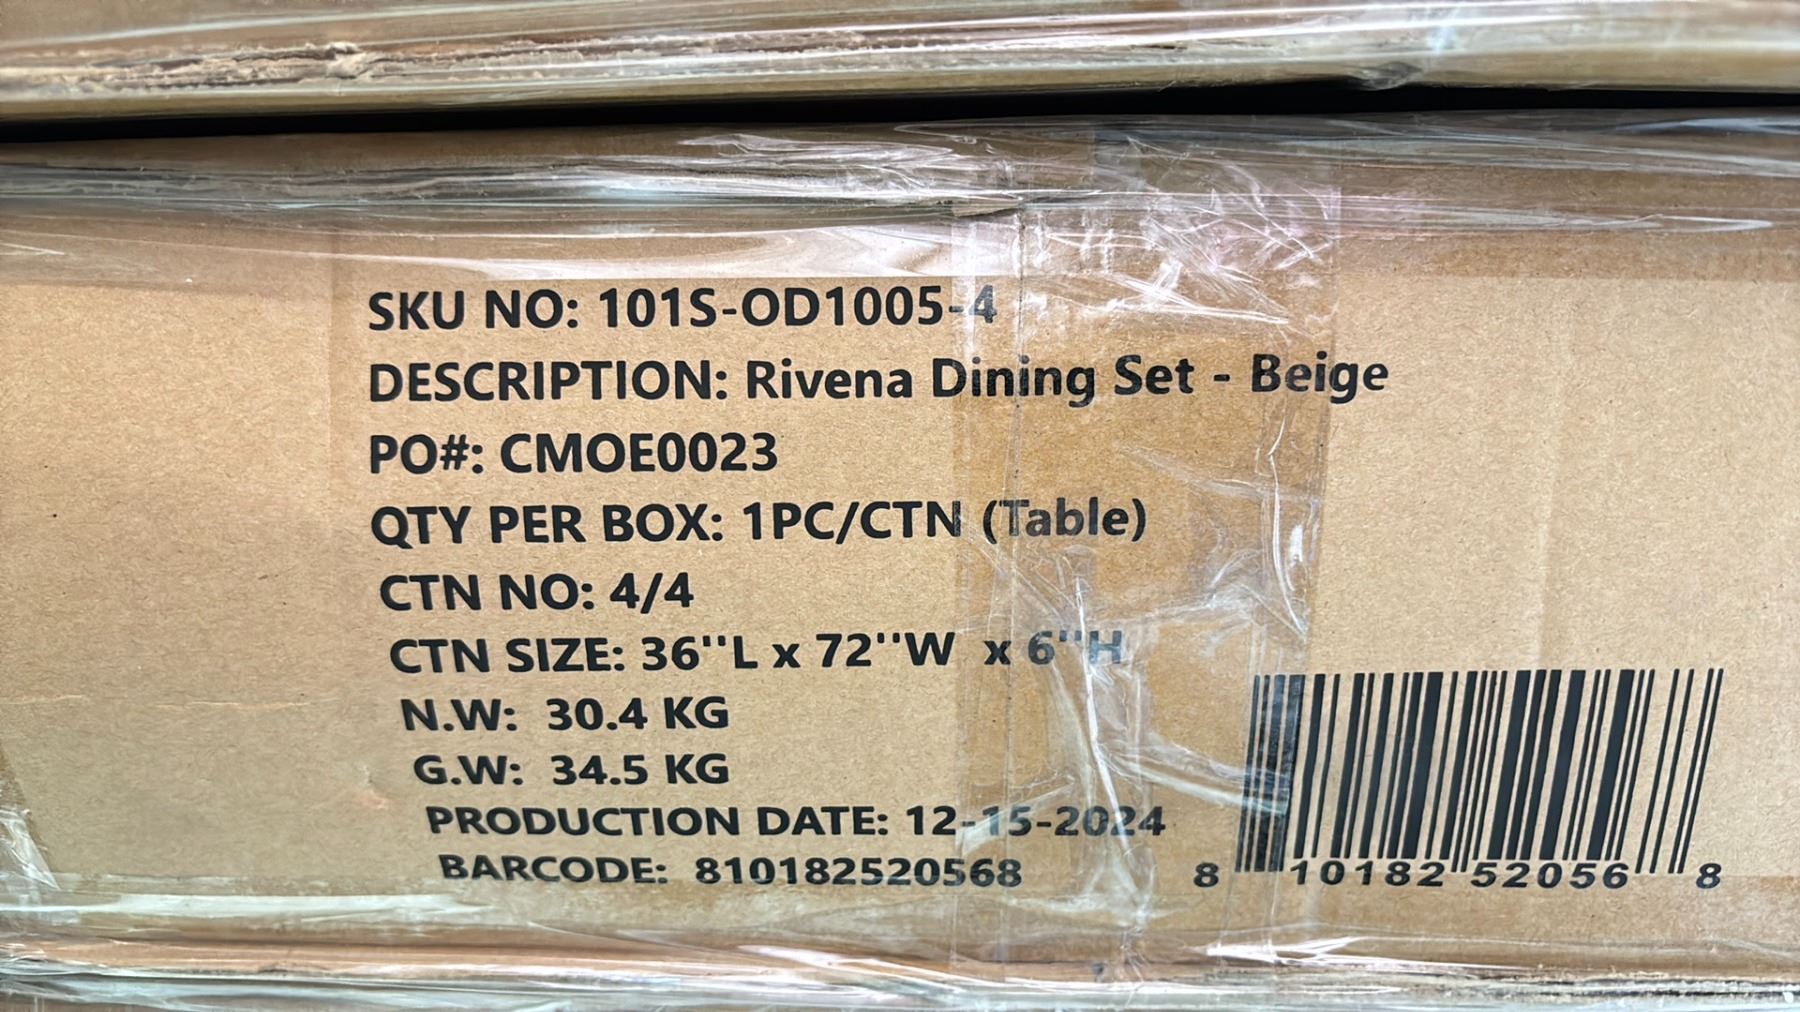 SKU NO: 101S-OD1005-4
DESCRIPTION: Rivena Dining Set - Beige
PO#: CMOE0023
QTY PER BOX: 1PC/CTN (Table)
CTN NO: 4/4
CTN SIZE: 36''L x 72''W x 6''H
N.W: 30.4 KG
G.W: 34.5 KG
PRODUCTION DATE: 12-15-2024
BARCODE: 810182520568
8 10182 52056 8